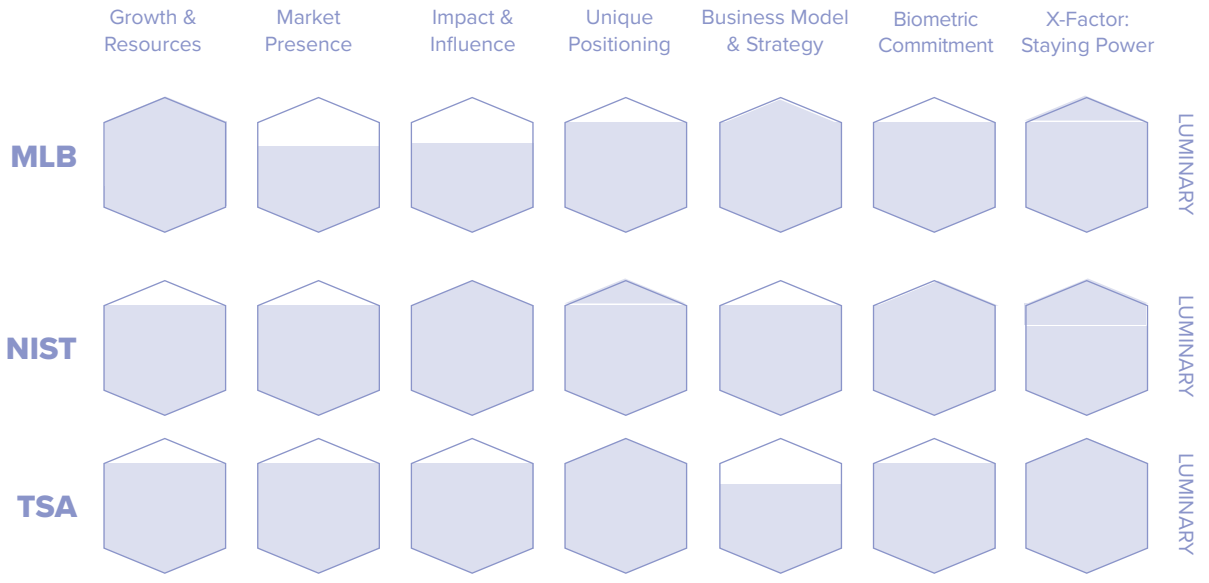 Growth &
Resources
Market
Presence
Impact &
Influence
Unique
Positioning
Business Model
& Strategy
Biometric
Commitment
X-Factor:
Staying Power
MLB
LUMINARY
NIST
LUMINARY
TSA
LUMINARY